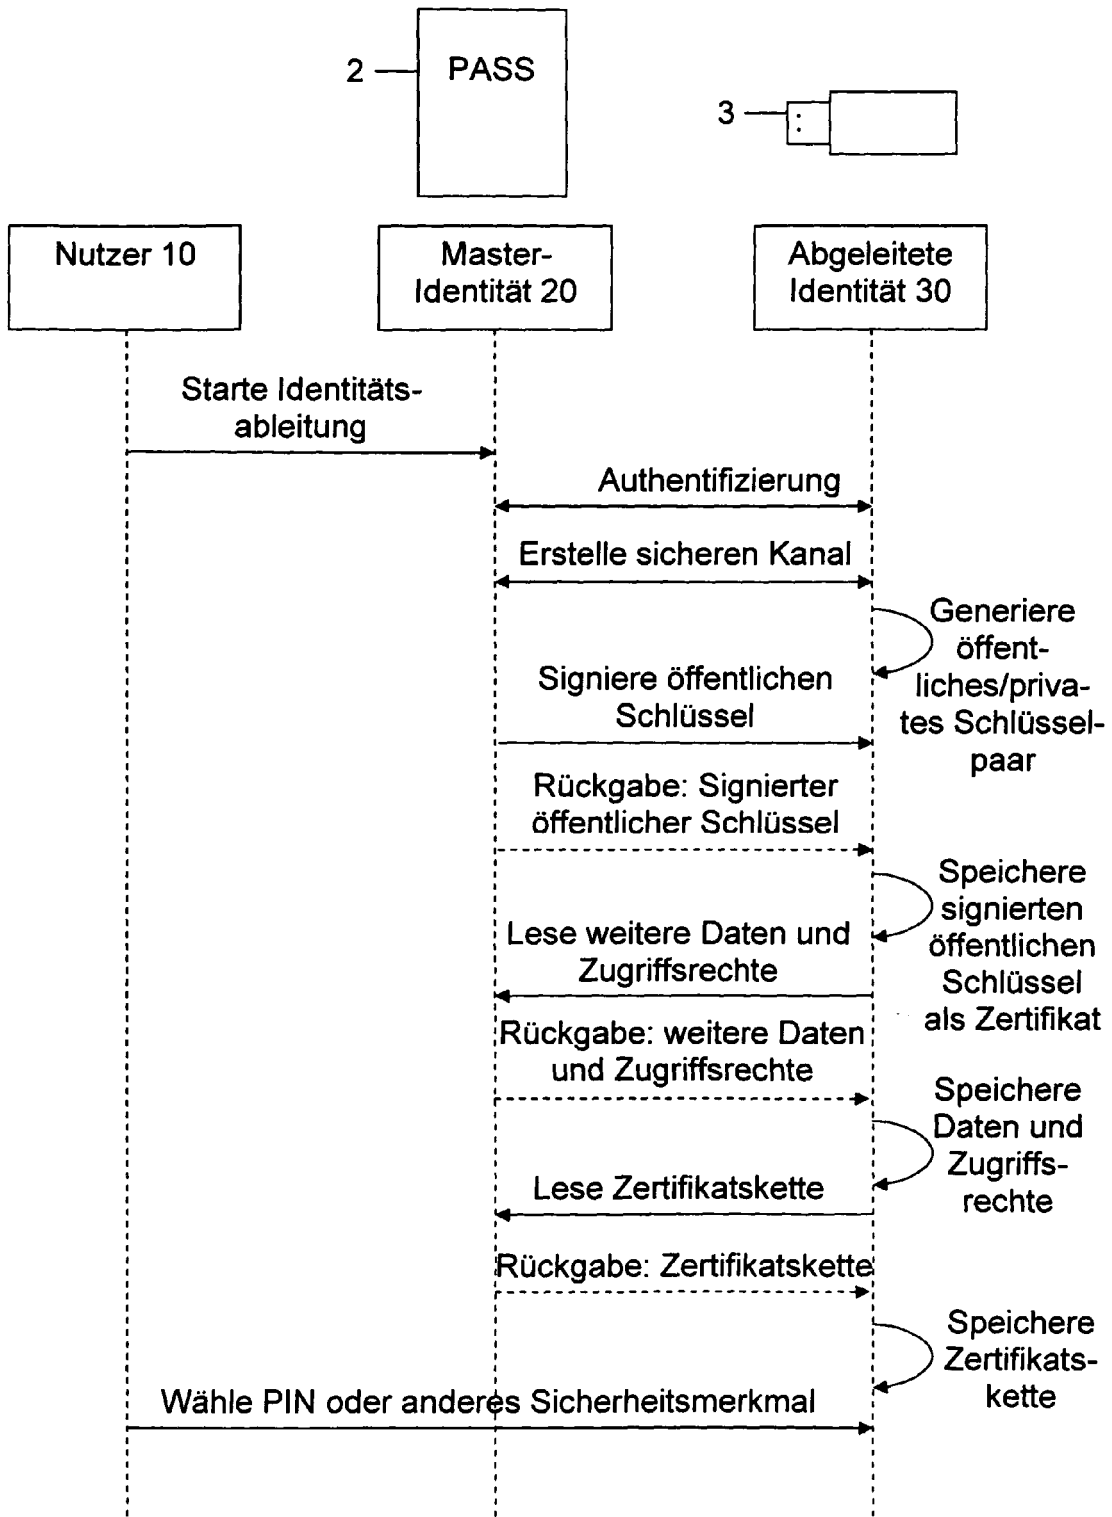 2
PASS
3
Nutzer 10
Master-
Identität 20
Abgeleitete
Identität 30
Starte Identitäts-
ableitung
Authentifizierung
Erstelle sicheren Kanal
Generiere
öffent-
liches/priva-
tes Schlüssel-
paar
Signiere öffentlichen
Schlüssel
Rückgabe: Signierter
öffentlicher Schlüssel
Speichere
signierten
öffentlichen
Schlüssel
als Zertifikat
Lese weitere Daten und
Zugriffsrechte
Rückgabe: weitere Daten
und Zugriffsrechte
Speichere
Daten und
Zugriffs-
rechte
Lese Zertifikatskette
Rückgabe: Zertifikatskette
Speichere
Zertifikats-
kette
Wähle PIN oder anderes Sicherheitsmerkmal